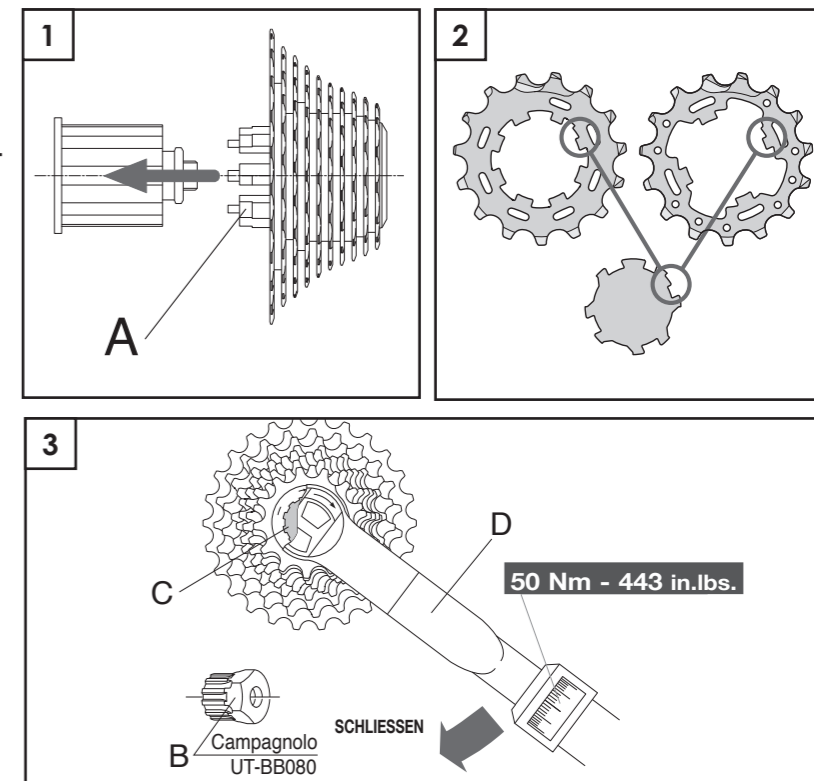 1
A
2
3
C
D
50 Nm - 443 in.lbs.
B
Campagnolo
UT-BB080
SCHLIESSEN